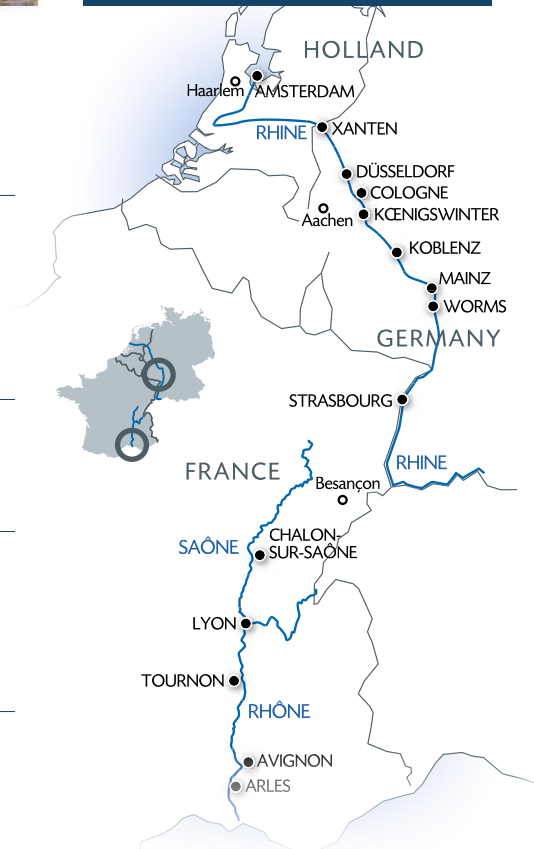 HOLLAND
Haarlem
AMSTERDAM
RHINE
XANTEN
DÜSSELDORF
COLOGNE
Aachen
KŒNIGSWINTER
KOBLENZ
MAINZ
WORMS
GERMANY
STRASBOURG
RHINE
FRANCE
Besançon
CHALON-
SUR-SAÔNE
SAÔNE
LYON
TOURNON
RHÔNE
AVIGNON
ARLES